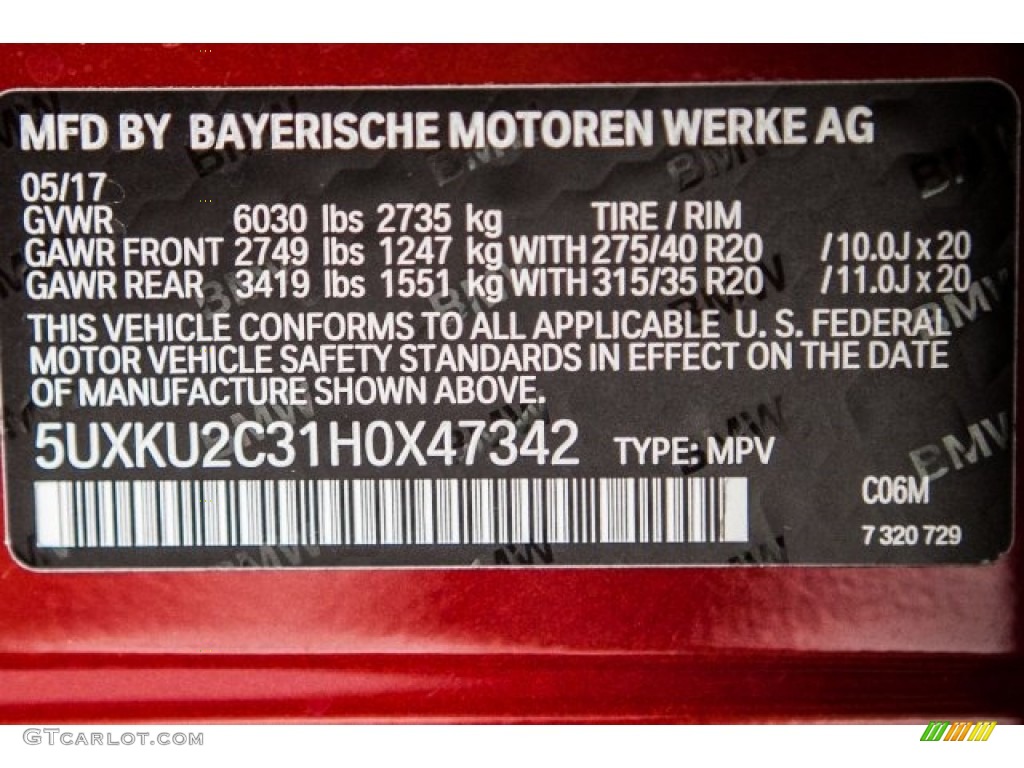 MFD BY BAYERISCHE MOTOREN WERKE AG
05/17
GVWR 6030 lbs 2735 kg TIRE / RIM
GAWR FRONT 2749 lbs 1247 kg WITH 275/40 R20 /10.0J x 20
GAWR REAR 3419 lbs 1551 kg WITH 315/35 R20 /11.0J x 20
THIS VEHICLE CONFORMS TO ALL APPLICABLE U. S. FEDERAL
MOTOR VEHICLE SAFETY STANDARDS IN EFFECT ON THE DATE
OF MANUFACTURE SHOWN ABOVE.
5UXKU2C31H0X47342 TYPE: MPV
C06M
7 320 729
GTCarLot.com